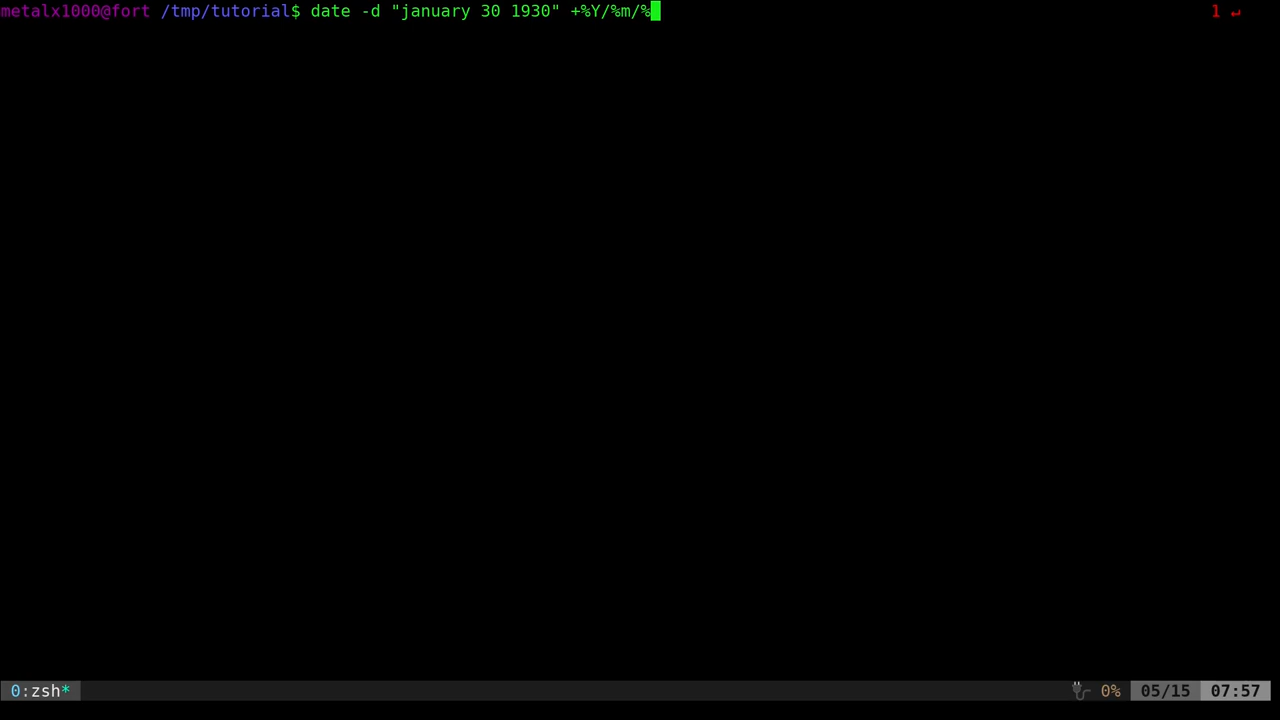 metalx1000@fort /tmp/tutorial$ date -d "january 30 1930" +%Y/%m/% 1 ↵
0:zsh* 0% 05/15 07:57